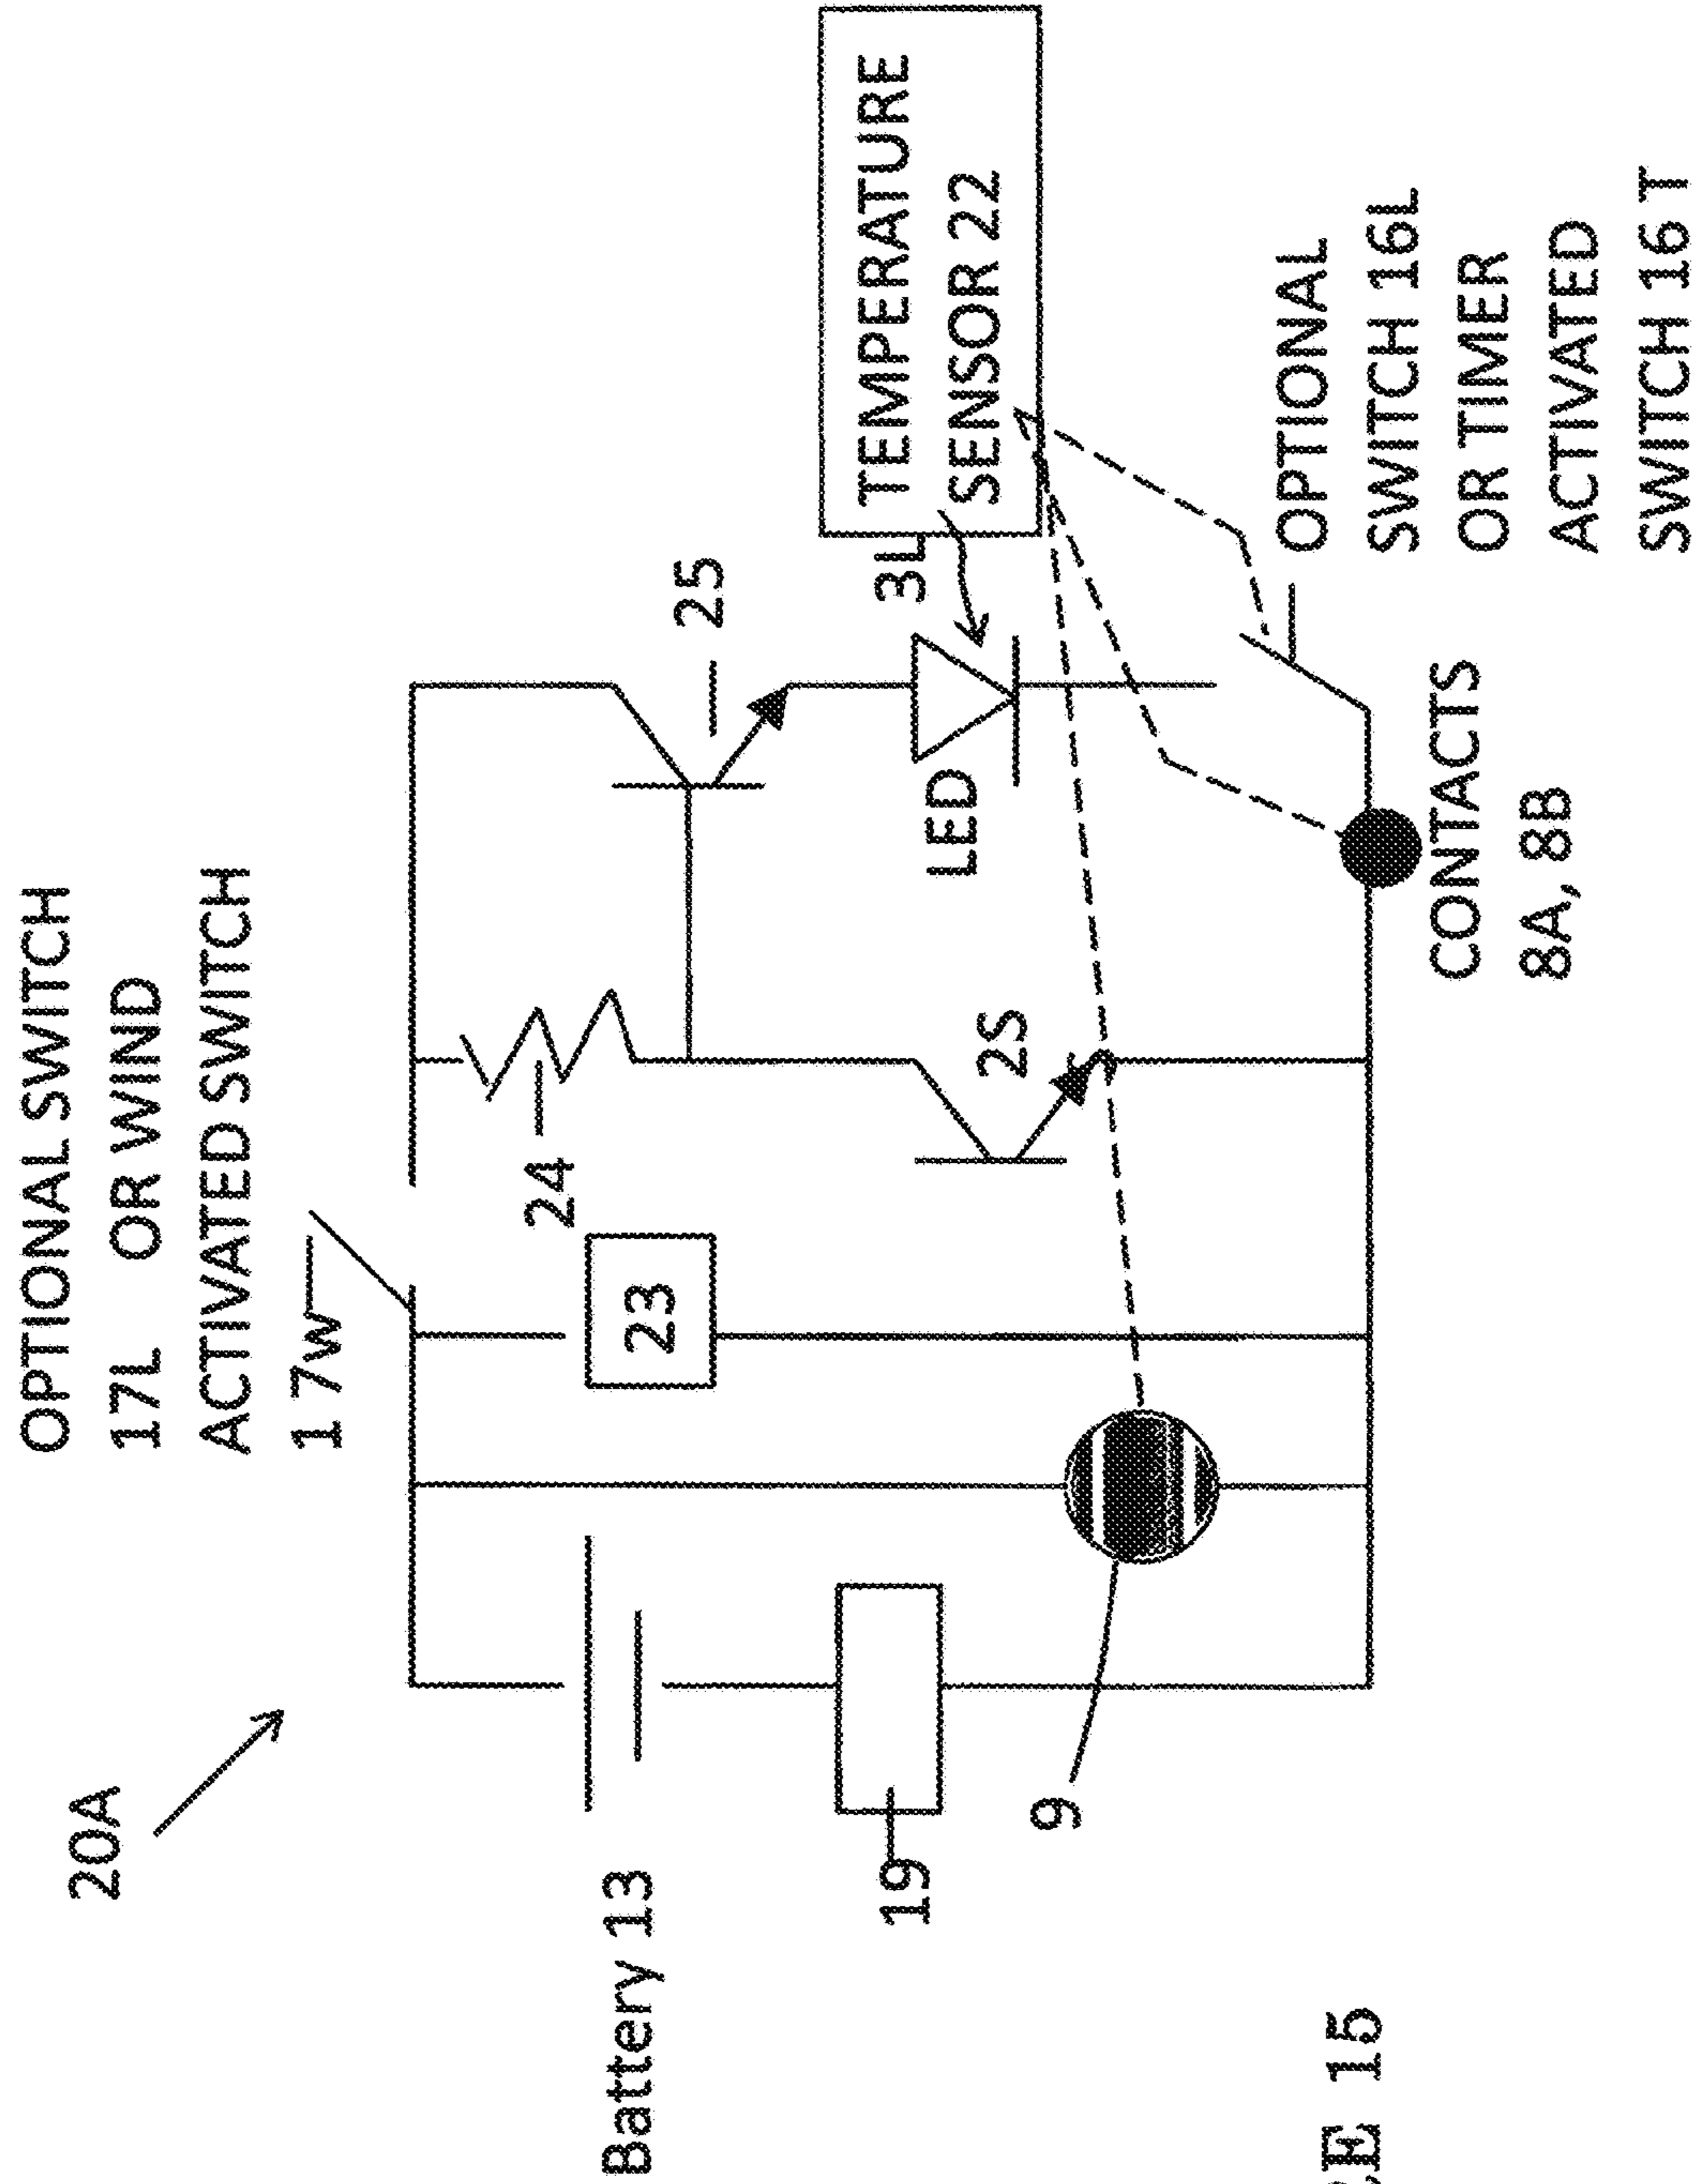 20A
OPTIONAL SWITCH
17L OR WIND
ACTIVATED SWITCH
1 7w
Battery 13
23
24
25
19
2S
3L
LED
TEMPERATURE
SENSOR 22
9
OPTIONAL
SWITCH 16L
OR TIMER
ACTIVATED
SWITCH 16 T
CONTACTS
8A, 8B
E 15